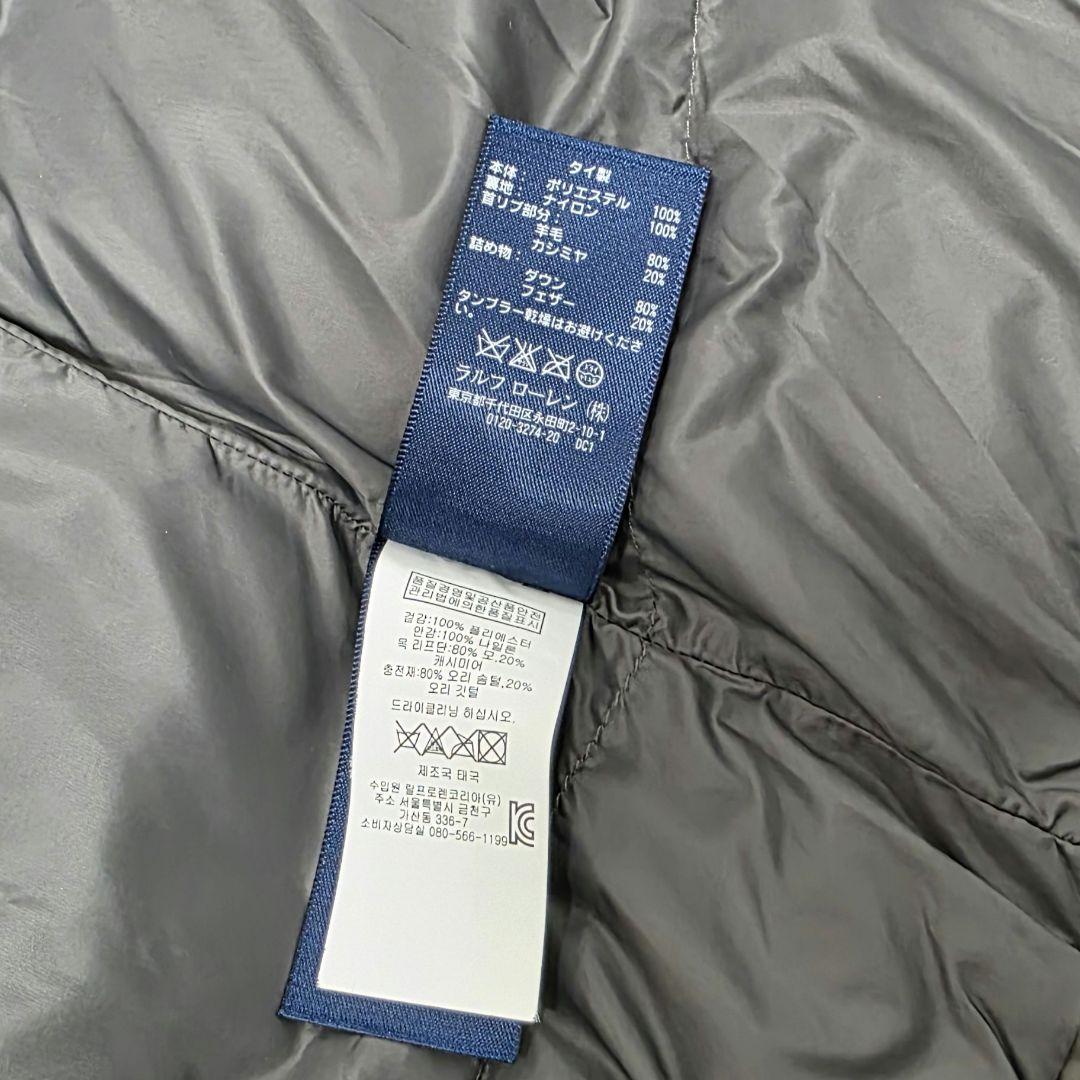 タイ製
本体： ポリエステル 100%
裏地： ナイロン 100%
首リブ部分：
羊毛 80%
カシミヤ 20%
詰め物：
ダウン 80%
フェザー 20%
タンブラー乾燥はお避けくださ
い。
ラルフ ローレン (株)
東京都千代田区永田町2-10-1
0120-3274-20 DC1
품질경영및공산품안전
관리법에의한품질표시
겉감:100% 폴리에스터
안감:100% 나일론
목 리프단:80% 모.20%
캐시미어
충전재:80% 오리 솜털.20%
오리 깃털
드라이클리닝 하십시오.
제조국 태국
수입원 랄프로렌코리아(유)
주소 서울특별시 금천구
가산동 336-7
소비자상담실 080-566-1199